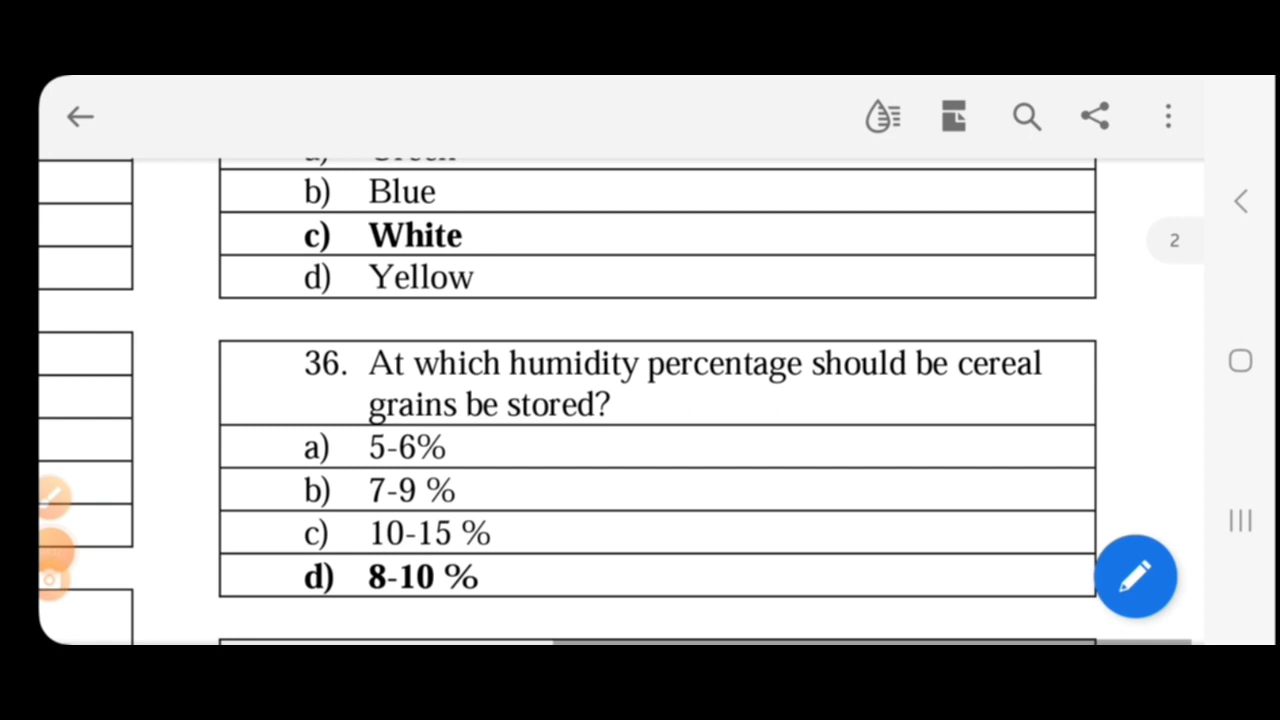 b) Blue
c) White
d) Yellow
2
36. At which humidity percentage should be cereal
grains be stored?
a) 5-6%
b) 7-9 %
c) 10-15 %
d) 8-10 %